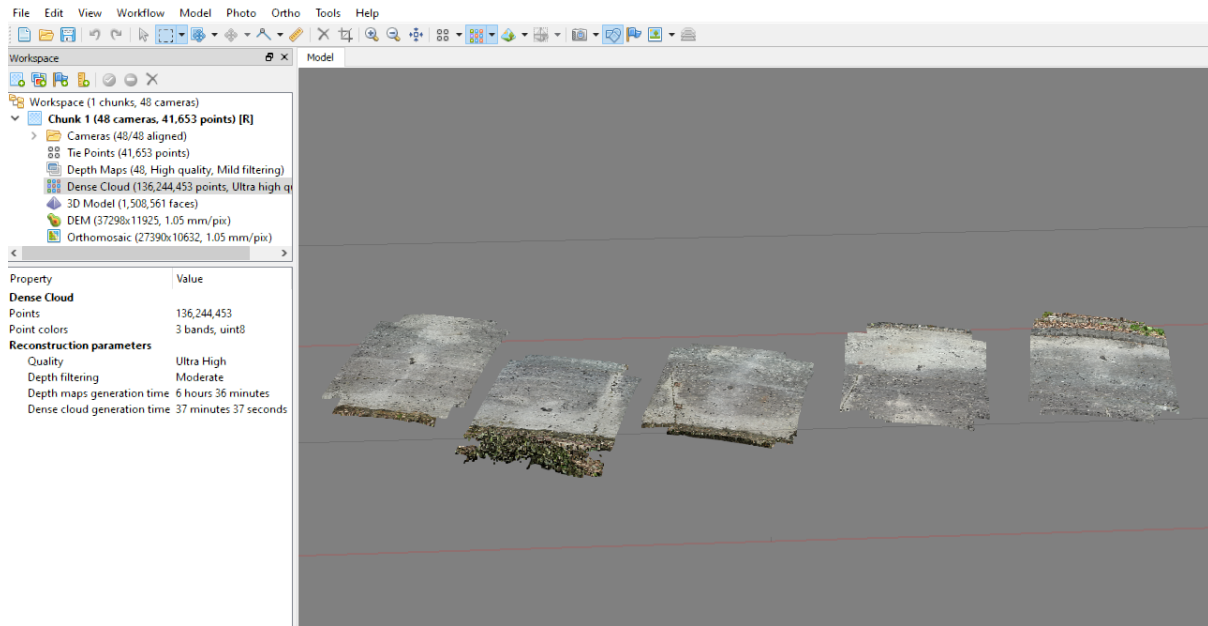 File Edit View Workflow Model Photo Ortho Tools Help
Workspace
Model
Workspace (1 chunks, 48 cameras)
Chunk 1 (48 cameras, 41,653 points) [R]
Cameras (48/48 aligned)
Tie Points (41,653 points)
Depth Maps (48, High quality, Mild filtering)
Dense Cloud (136,244,453 points, Ultra high q
3D Model (1,508,561 faces)
DEM (37298x11925, 1.05 mm/pix)
Orthomosaic (27390x10632, 1.05 mm/pix)
Property Value
Dense Cloud
Points 136,244,453
Point colors 3 bands, uint8
Reconstruction parameters
Quality Ultra High
Depth filtering Moderate
Depth maps generation time 6 hours 36 minutes
Dense cloud generation time 37 minutes 37 seconds